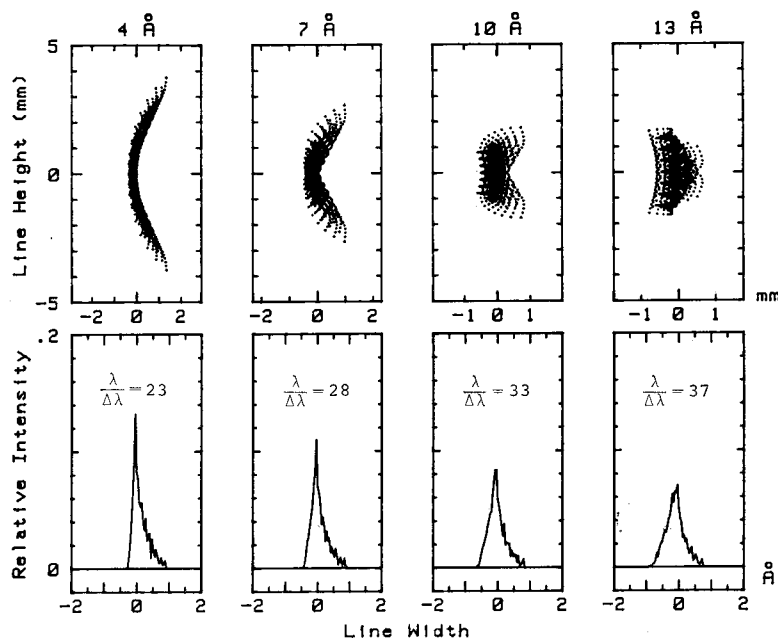 4 Å 7 Å 10 Å 13 Å
Line Height (mm)
5
0
-5
-2 0 2 -2 0 2 -1 0 1 -1 0 1 mm
Relative Intensity
.2
0
λ/Δλ = 23 λ/Δλ = 28 λ/Δλ = 33 λ/Δλ = 37
-2 0 2 -2 0 2 -2 0 2 -2 0 2 Å
Line Width